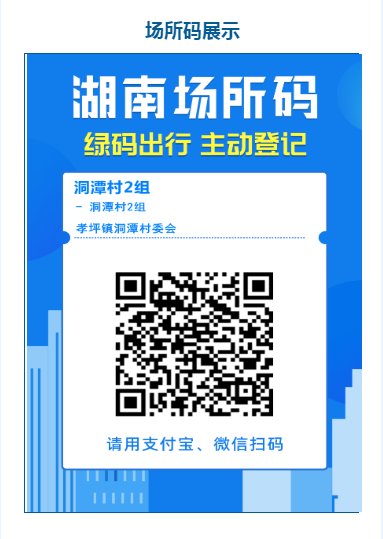 场所码展示
湖南场所码
绿码出行 主动登记
洞潭村2组
- 洞潭村2组
孝坪镇洞潭村委会
请用支付宝、微信扫码